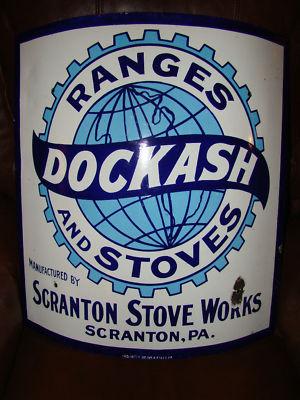 RANGES
DOCKASH
AND STOVES
MANUFACTURED BY
SCRANTON STOVE WORKS
SCRANTON, PA.